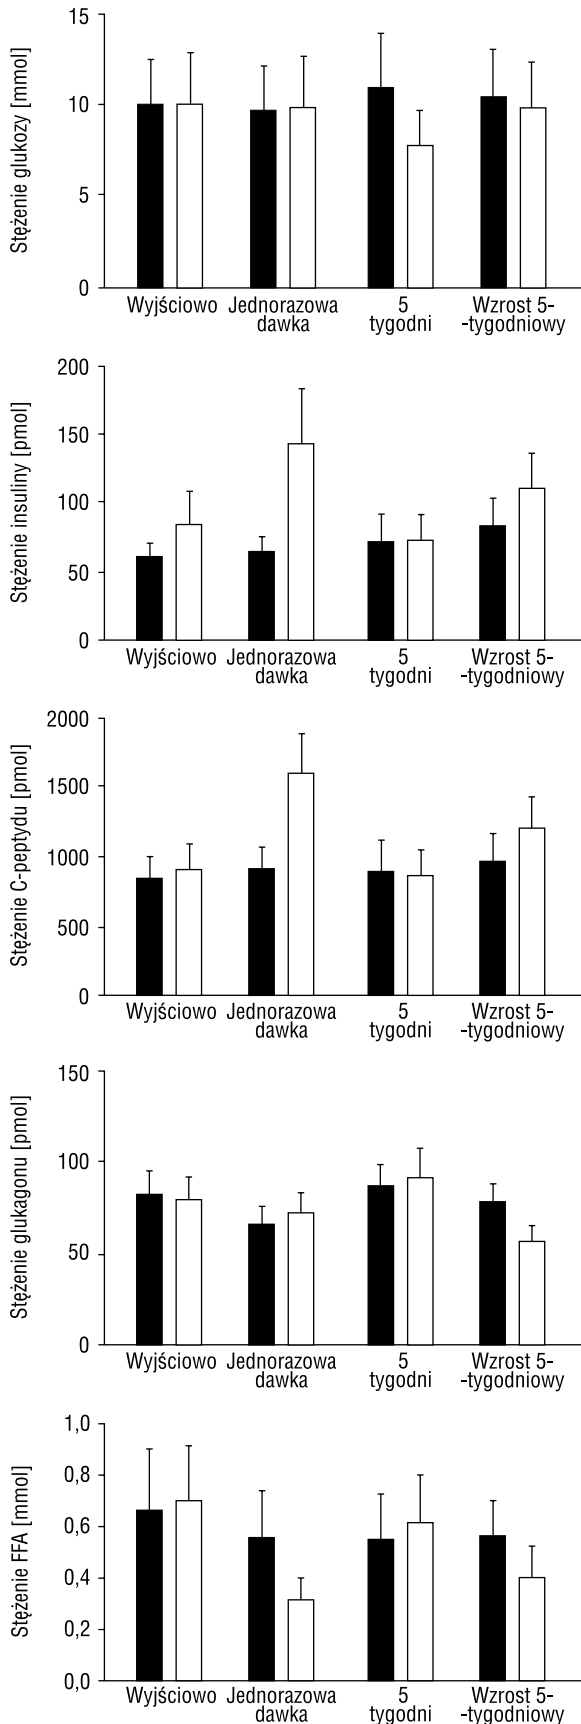 Stężenie glukozy [mmol]
15
10
5
0
Wyjściowo Jednorazowa 5 Wzrost 5-
dawka tygodni -tygodniowy
Stężenie insuliny [pmol]
200
150
100
50
0
Wyjściowo Jednorazowa 5 Wzrost 5-
dawka tygodni -tygodniowy
Stężenie C-peptydu [pmol]
2000
1500
1000
500
0
Wyjściowo Jednorazowa 5 Wzrost 5-
dawka tygodni -tygodniowy
Stężenie glukagonu [pmol]
150
100
50
0
Wyjściowo Jednorazowa 5 Wzrost 5-
dawka tygodni -tygodniowy
Stężenie FFA [mmol]
1,0
0,8
0,6
0,4
0,2
0,0
Wyjściowo Jednorazowa 5 Wzrost 5-
dawka tygodni -tygodniowy